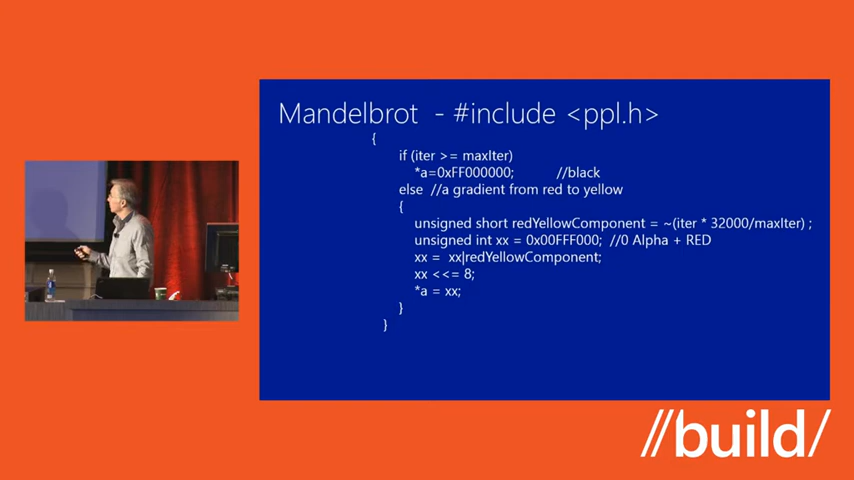 Mandelbrot - #include <ppl.h>
{
if (iter >= maxIter)
*a=0xFF000000; //black
else //a gradient from red to yellow
{
unsigned short redYellowComponent = ~(iter * 32000/maxIter) ;
unsigned int xx = 0x00FFF000; //0 Alpha + RED
xx = xx|redYellowComponent;
xx <<= 8;
*a = xx;
}
}
//build/